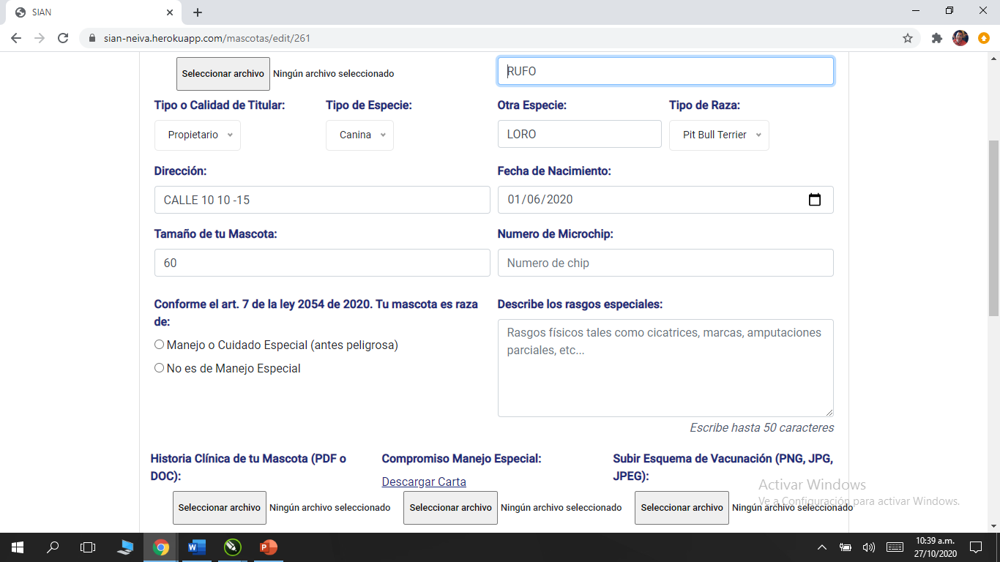 SIAN
sian-neiva.herokuapp.com/mascotas/edit/261
Seleccionar archivo Ningún archivo seleccionado
RUFO
Tipo o Calidad de Titular: Tipo de Especie: Otra Especie: Tipo de Raza:
Propietario Canina LORO Pit Bull Terrier
Dirección: Fecha de Nacimiento:
CALLE 10 10 -15 01/06/2020
Tamaño de tu Mascota: Numero de Microchip:
60 Numero de chip
Conforme el art. 7 de la ley 2054 de 2020. Tu mascota es raza
de:
Manejo o Cuidado Especial (antes peligrosa)
No es de Manejo Especial
Describe los rasgos especiales:
Rasgos físicos tales como cicatrices, marcas, amputaciones
parciales, etc...
Escribe hasta 50 caracteres
Historia Clínica de tu Mascota (PDF o
DOC):
Seleccionar archivo Ningún archivo seleccionado
Compromiso Manejo Especial:
Descargar Carta
Seleccionar archivo Ningún archivo seleccionado
Subir Esquema de Vacunación (PNG, JPG,
JPEG):
Seleccionar archivo Ningún archivo seleccionado
Activar Windows
Ve a Configuración para activar Windows.
10:39 a.m.
27/10/2020